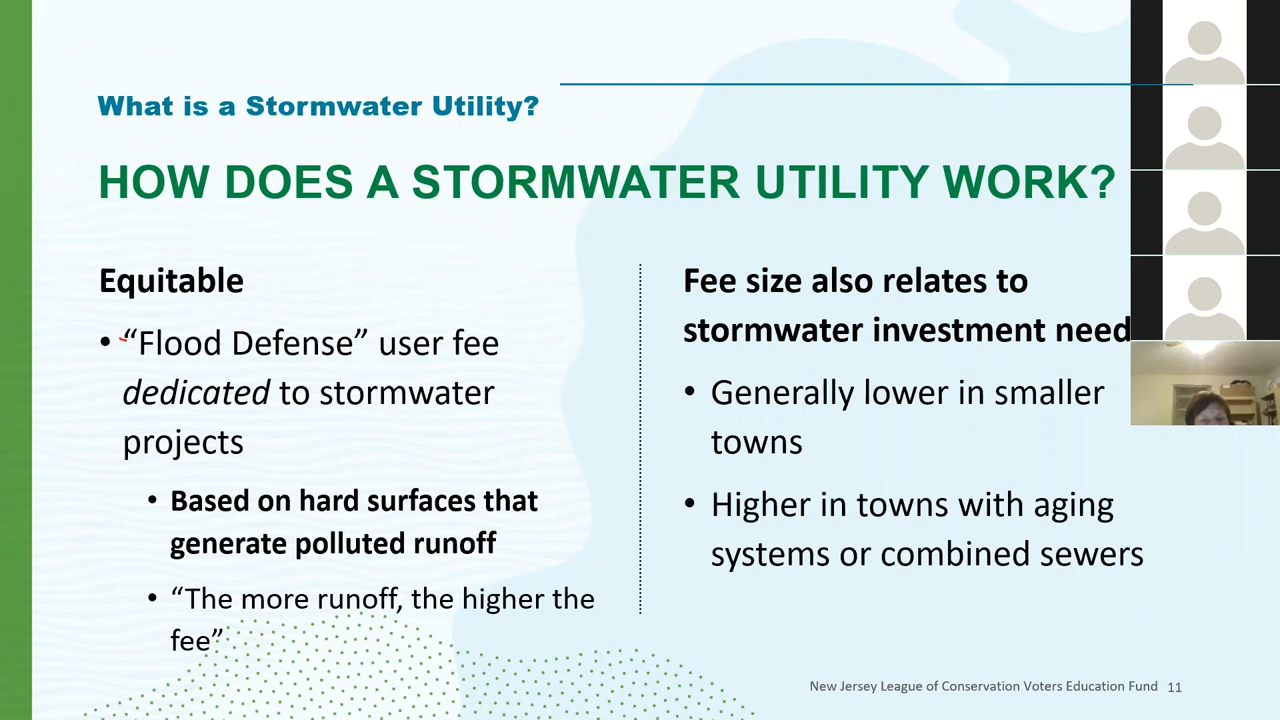 What is a Stormwater Utility?
HOW DOES A STORMWATER UTILITY WORK?
Equitable
• “Flood Defense” user fee
dedicated to stormwater
projects
• Based on hard surfaces that
generate polluted runoff
• “The more runoff, the higher the
fee”
Fee size also relates to
stormwater investment need
• Generally lower in smaller
towns
• Higher in towns with aging
systems or combined sewers
New Jersey League of Conservation Voters Education Fund 11